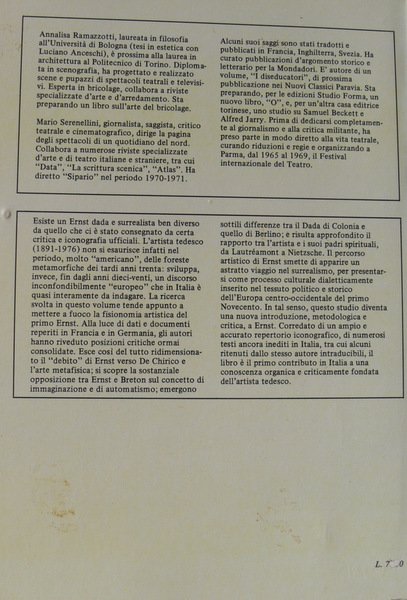 Annalisa Ramazzotti, laureata in filosofia
all'Università di Bologna (tesi in estetica con
Luciano Anceschi), è prossima alla laurea in
architettura al Politecnico di Torino. Diploma-
ta in scenografia, ha progettato e realizzato
scene e pupazzi di spettacoli teatrali e televisi-
vi. Esperta in bricolage, collabora a riviste
specializzate d'arte e d'arredamento. Sta
preparando un libro sull'arte del bricolage.
Mario Serenellini, giornalista, saggista, critico
teatrale e cinematografico, dirige la pagina
degli spettacoli di un quotidiano del nord.
Collabora a numerose riviste specializzate
d'arte e di teatro italiane e straniere, tra cui
"Data", "La scrittura scenica", "Atlas". Ha
diretto "Sipario" nel periodo 1970-1971.
Alcuni suoi saggi sono stati tradotti e
pubblicati in Francia, Inghilterra, Svezia. Ha
curato pubblicazioni d'argomento storico e
letterario per la Mondadori. E' autore di un
volume, "I diseducatori", di prossima
pubblicazione nei Nuovi Classici Paravia. Sta
preparando, per le edizioni Studio Forma, un
nuovo libro, "O", e, per un'altra casa editrice
torinese, uno studio su Samuel Beckett e
Alfred Jarry. Prima di dedicarsi completamen-
te al giornalismo e alla critica militante, ha
preso parte in modo diretto alla vita teatrale,
curando riduzioni e regie e organizzando a
Parma, dal 1965 al 1969, il Festival
internazionale del Teatro.
Esiste un Ernst dada e surrealista ben diverso
da quello che ci è stato consegnato da certa
critica e iconografia ufficiali. L'artista tedesco
(1891-1976) non si esaurisce infatti nel
periodo, molto "americano", delle foreste
metamorfiche dei tardi anni trenta: sviluppa,
invece, fin dagli anni dieci-venti, un discorso
inconfondibilmente "europeo" che in Italia è
quasi interamente da indagare. La ricerca
svolta in questo volume tende appunto a
mettere a fuoco la fisionomia artistica del
primo Ernst. Alla luce di dati e documenti
reperiti in Francia e in Germania, gli autori
hanno riveduto posizioni critiche ormai
consolidate. Esce così del tutto ridimensiona-
to il "debito" di Ernst verso De Chirico e
l'arte metafisica; si scopre la sostanziale
opposizione tra Ernst e Breton sul concetto di
immaginazione e di automatismo; emergono
sottili differenze tra il Dada di Colonia e
quello di Berlino; e risulta approfondito il
rapporto tra l'artista e i suoi padri spirituali,
da Lautréamont a Nietzsche. Il percorso
artistico di Ernst smette di apparire un
astratto viaggio nel surrealismo, per presentar-
si come processo culturale dialetticamente
inserito nel tessuto politico e storico
dell'Europa centro-occidentale del primo
Novecento. In tal senso, questo studio diventa
una nuova introduzione, metodologica e
critica, a Ernst. Corredato di un ampio e
accurato repertorio iconografico, di numerosi
testi ancora inediti in Italia, tra cui alcuni
ritenuti dallo stesso autore intraducibili, il
libro è il primo contributo in Italia a una
conoscenza organica e criticamente fondata
dell'artista tedesco.
L.